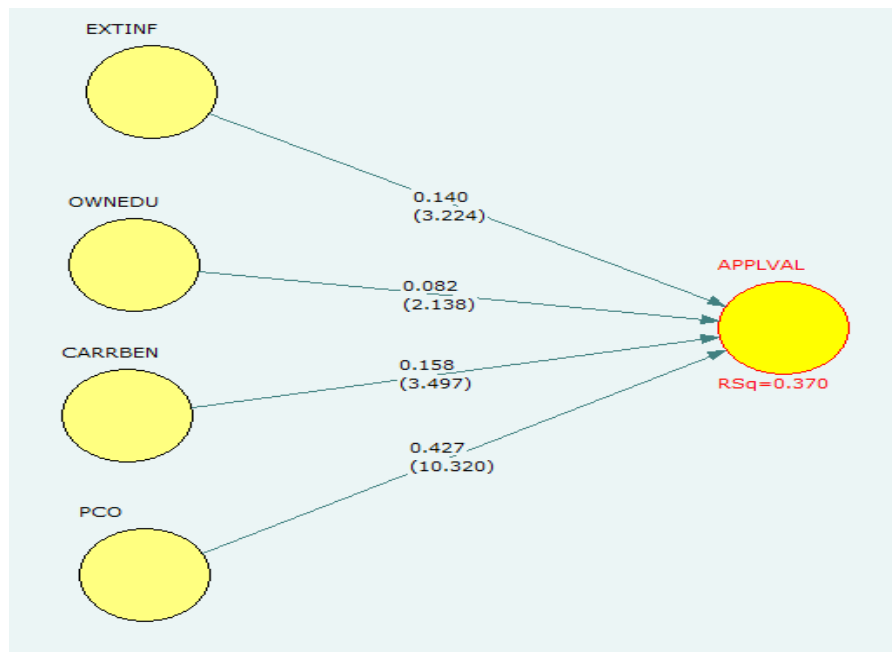 EXTINF
0.140
(3.224)
OWNEDU
0.082
(2.138)
APPLVAL
RSq=0.370
CARRBEN
0.158
(3.497)
0.427
(10.320)
PCO